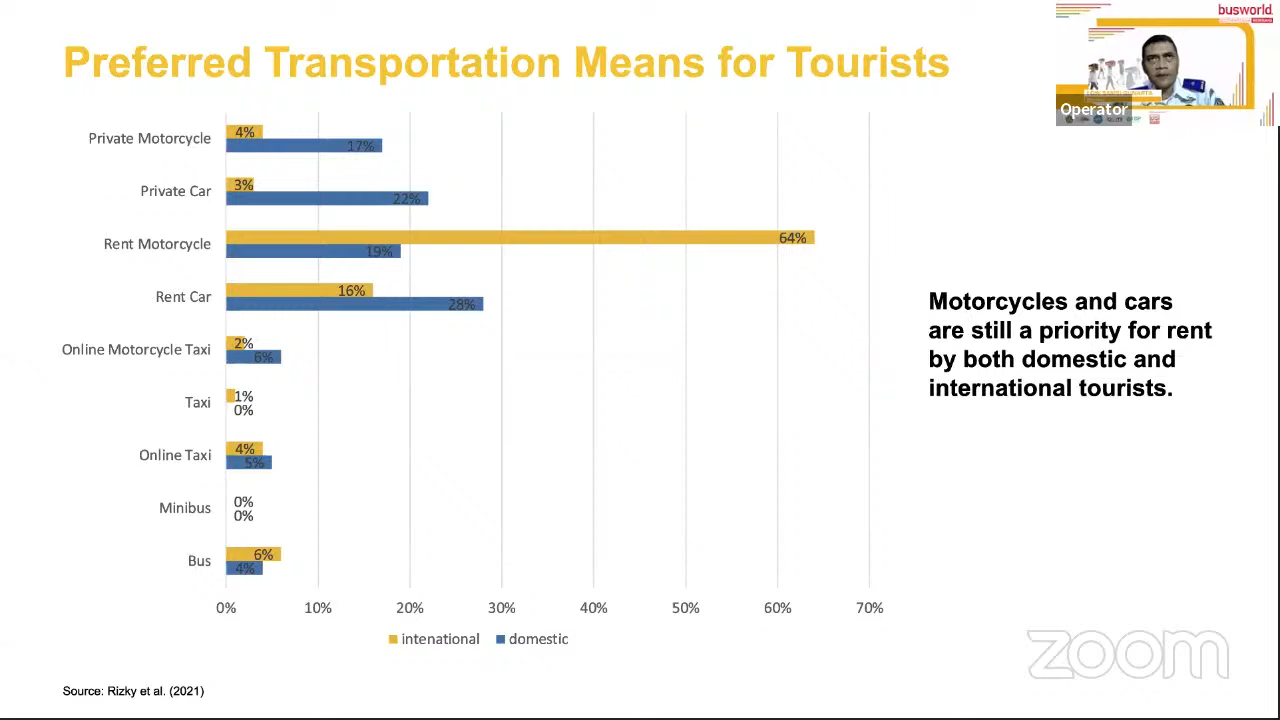 busworld.
Preferred Transportation Means for Tourists
Operator
Private Motorcycle
4%
17%
Private Car
3%
22%
Rent Motorcycle
64%
19%
Rent Car
16%
28%
Online Motorcycle Taxi
2%
6%
Taxi
1%
0%
Online Taxi
4%
5%
Minibus
0%
0%
Bus
6%
4%
0% 10% 20% 30% 40% 50% 60% 70%
intenational domestic
Motorcycles and cars
are still a priority for rent
by both domestic and
international tourists.
zoom
Source: Rizky et al. (2021)